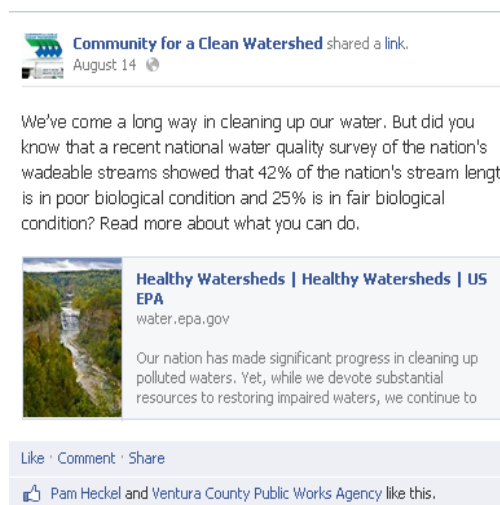 Community for a Clean Watershed shared a link.
August 14
We've come a long way in cleaning up our water. But did you
know that a recent national water quality survey of the nation's
wadeable streams showed that 42% of the nation's stream lengt
is in poor biological condition and 25% is in fair biological
condition? Read more about what you can do.
Healthy Watersheds | Healthy Watersheds | US
EPA
water.epa.gov
Our nation has made significant progress in cleaning up
polluted waters. Yet, while we devote substantial
resources to restoring impaired waters, we continue to
Like · Comment · Share
Pam Heckel and Ventura County Public Works Agency like this.